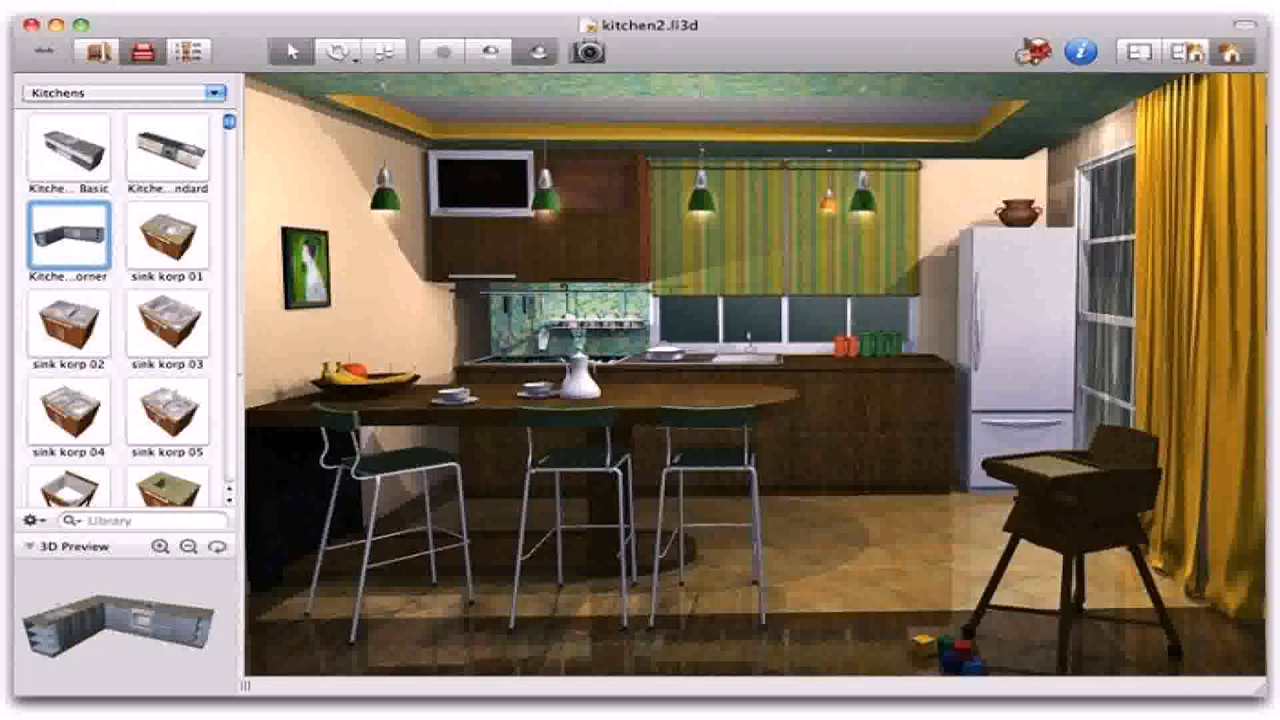 kitchen2.li3d
Kitchens
Kitche... Basic
Kitche...ndard
Kitche...orner
sink korp 01
sink korp 02
sink korp 03
sink korp 04
sink korp 05
Library
3D Preview